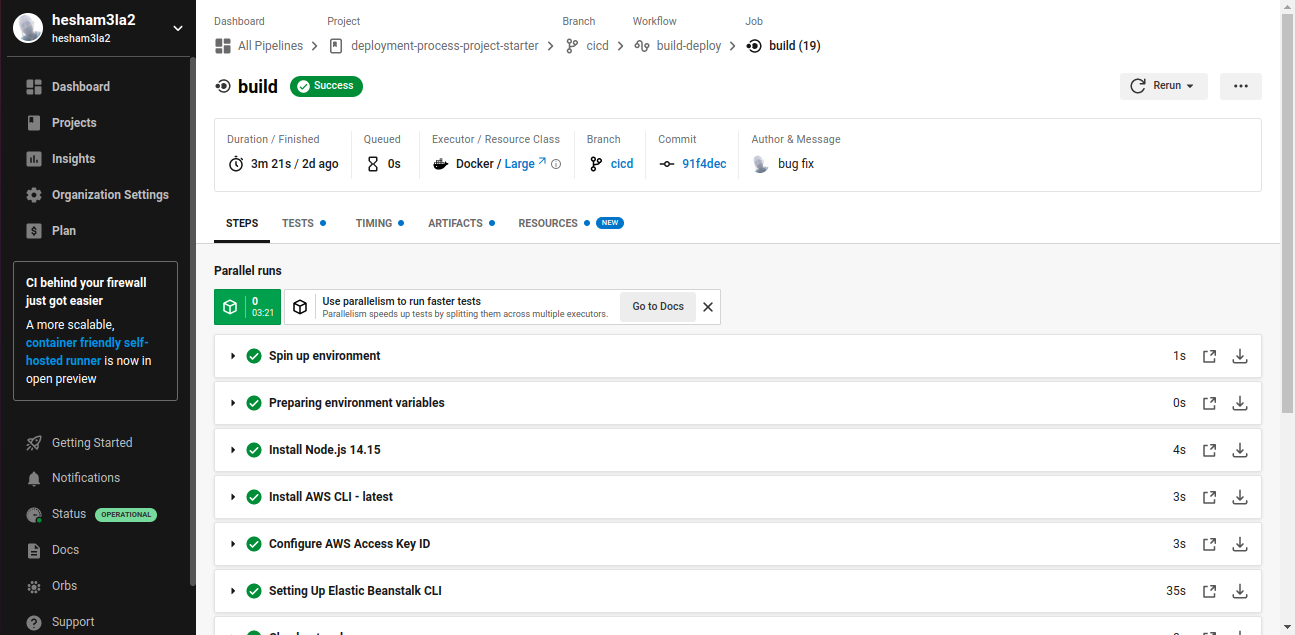 hesham3la2
hesham3la2
Dashboard
Projects
Insights
Organization Settings
Plan
CI behind your firewall
just got easier
A more scalable,
container friendly self-
hosted runner is now in
open preview
Getting Started
Notifications
Status OPERATIONAL
Docs
Orbs
Support
Dashboard Project Branch Workflow Job
All Pipelines deployment-process-project-starter cicd build-deploy build (19)
build Success Rerun
Duration / Finished Queued Executor / Resource Class Branch Commit Author & Message
3m 21s / 2d ago 0s Docker / Large cicd 91f4dec bug fix
STEPS TESTS TIMING ARTIFACTS RESOURCES NEW
Parallel runs
0
03:21
Use parallelism to run faster tests
Parallelism speeds up tests by splitting them across multiple executors.
Go to Docs
Spin up environment 1s
Preparing environment variables 0s
Install Node.js 14.15 4s
Install AWS CLI - latest 3s
Configure AWS Access Key ID 3s
Setting Up Elastic Beanstalk CLI 35s